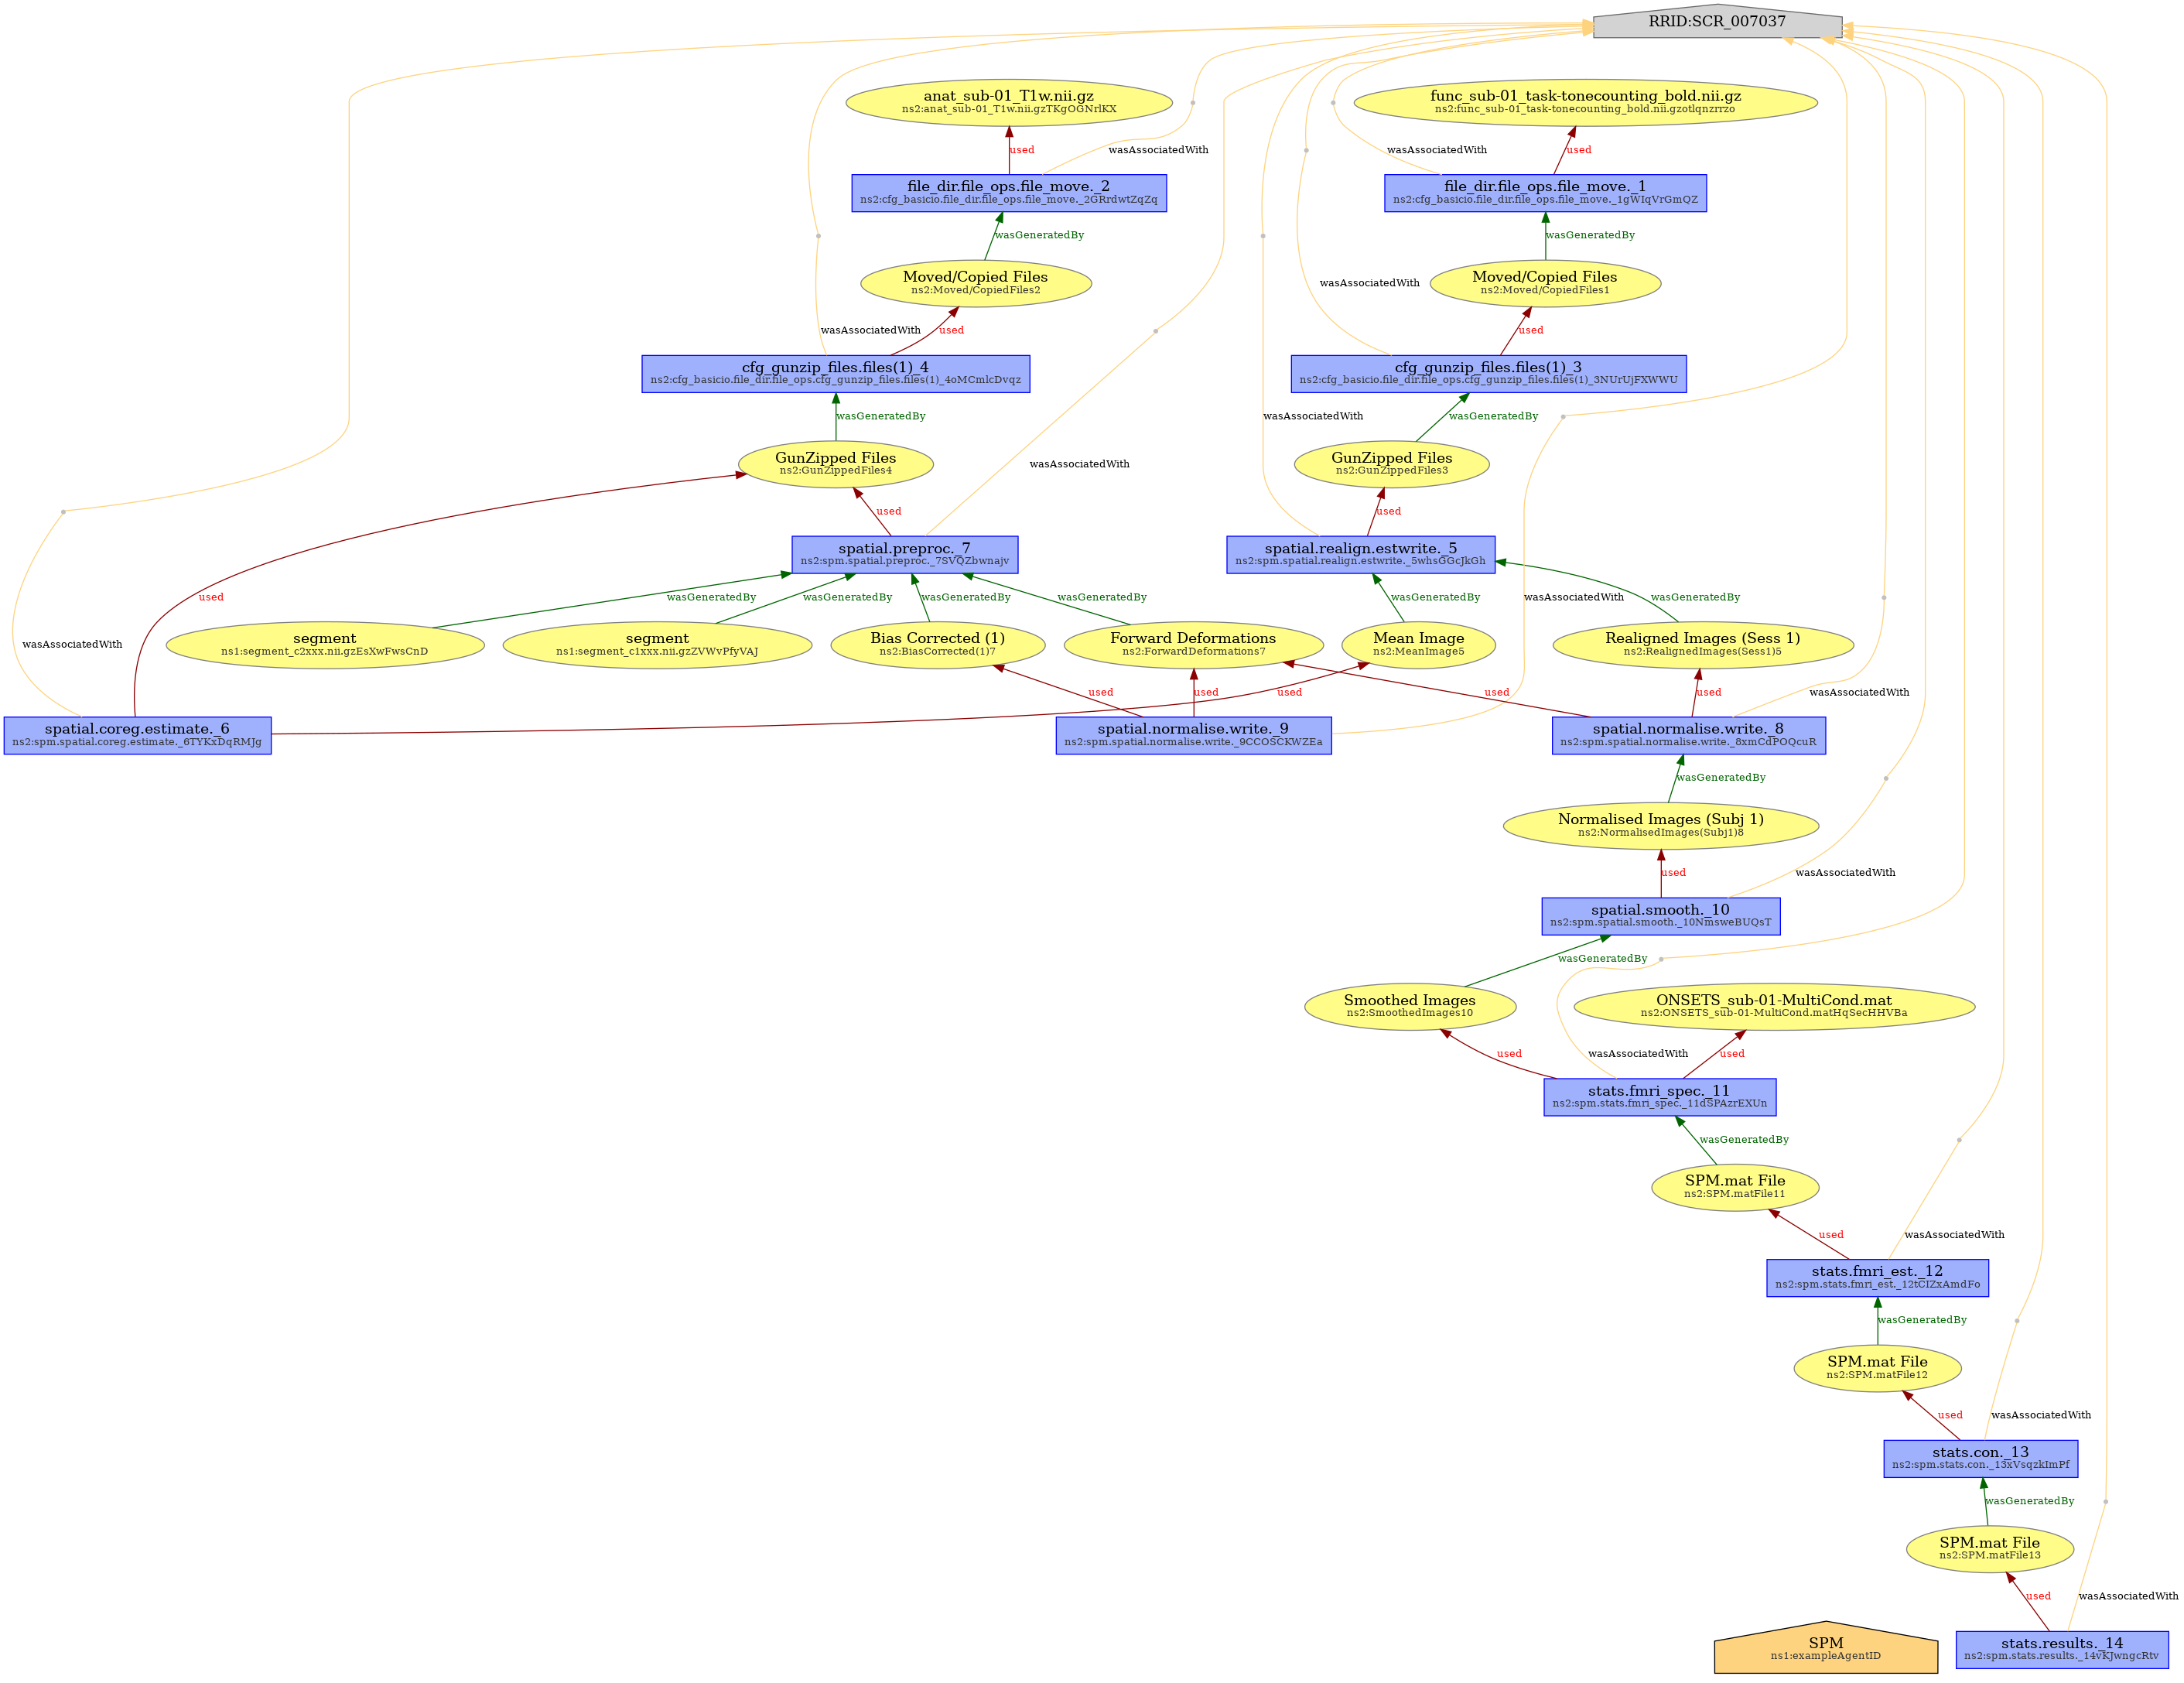 RRID:SCR_007037
anat_sub-01_T1w.nii.gz
ns2:anat_sub-01_T1w.nii.gzTKgOGNrlKX
func_sub-01_task-tonecounting_bold.nii.gz
ns2:func_sub-01_task-tonecounting_bold.nii.gzotlqnzrrzo
used
wasAssociatedWith
wasAssociatedWith
used
file_dir.file_ops.file_move._2
ns2:cfg_basicio.file_dir.file_ops.file_move._2GRrdwtZqZq
file_dir.file_ops.file_move._1
ns2:cfg_basicio.file_dir.file_ops.file_move._1gWIqVrGmQZ
wasGeneratedBy
wasGeneratedBy
Moved/Copied Files
ns2:Moved/CopiedFiles2
wasAssociatedWith
Moved/Copied Files
ns2:Moved/CopiedFiles1
wasAssociatedWith
used
used
cfg_gunzip_files.files(1)_4
ns2:cfg_basicio.file_dir.file_ops.cfg_gunzip_files.files(1)_4oMCmlcDvqz
cfg_gunzip_files.files(1)_3
ns2:cfg_basicio.file_dir.file_ops.cfg_gunzip_files.files(1)_3NUrUjFXWWU
wasGeneratedBy
wasAssociatedWith
wasGeneratedBy
GunZipped Files
ns2:GunZippedFiles4
wasAssociatedWith
GunZipped Files
ns2:GunZippedFiles3
used
used
spatial.preproc._7
ns2:spm.spatial.preproc._7SVQZbwnajv
spatial.realign.estwrite._5
ns2:spm.spatial.realign.estwrite._5whsGGcJkGh
used
wasGeneratedBy
wasGeneratedBy
wasGeneratedBy
wasGeneratedBy
wasGeneratedBy
wasAssociatedWith
wasGeneratedBy
wasAssociatedWith
segment
ns1:segment_c2xxx.nii.gzEsXwFwsCnD
segment
ns1:segment_c1xxx.nii.gzZVWvPfyVAJ
Bias Corrected (1)
ns2:BiasCorrected(1)7
Forward Deformations
ns2:ForwardDeformations7
Mean Image
ns2:MeanImage5
Realigned Images (Sess 1)
ns2:RealignedImages(Sess1)5
used
used
used
used
used
wasAssociatedWith
spatial.coreg.estimate._6
ns2:spm.spatial.coreg.estimate._6TYKxDqRMJg
spatial.normalise.write._9
ns2:spm.spatial.normalise.write._9CCOSCKWZEa
spatial.normalise.write._8
ns2:spm.spatial.normalise.write._8xmCdPOQcuR
wasGeneratedBy
Normalised Images (Subj 1)
ns2:NormalisedImages(Subj1)8
used
wasAssociatedWith
spatial.smooth._10
ns2:spm.spatial.smooth._10NmsweBUQsT
wasGeneratedBy
Smoothed Images
ns2:SmoothedImages10
ONSETS_sub-01-MultiCond.mat
ns2:ONSETS_sub-01-MultiCond.matHqSecHHVBa
used
wasAssociatedWith
used
stats.fmri_spec._11
ns2:spm.stats.fmri_spec._11dSPAzrEXUn
wasGeneratedBy
SPM.mat File
ns2:SPM.matFile11
used
wasAssociatedWith
stats.fmri_est._12
ns2:spm.stats.fmri_est._12tCIZxAmdFo
wasGeneratedBy
SPM.mat File
ns2:SPM.matFile12
used
wasAssociatedWith
stats.con._13
ns2:spm.stats.con._13xVsqzkImPf
wasGeneratedBy
SPM.mat File
ns2:SPM.matFile13
used
wasAssociatedWith
SPM
ns1:exampleAgentID
stats.results._14
ns2:spm.stats.results._14vKJwngcRtv